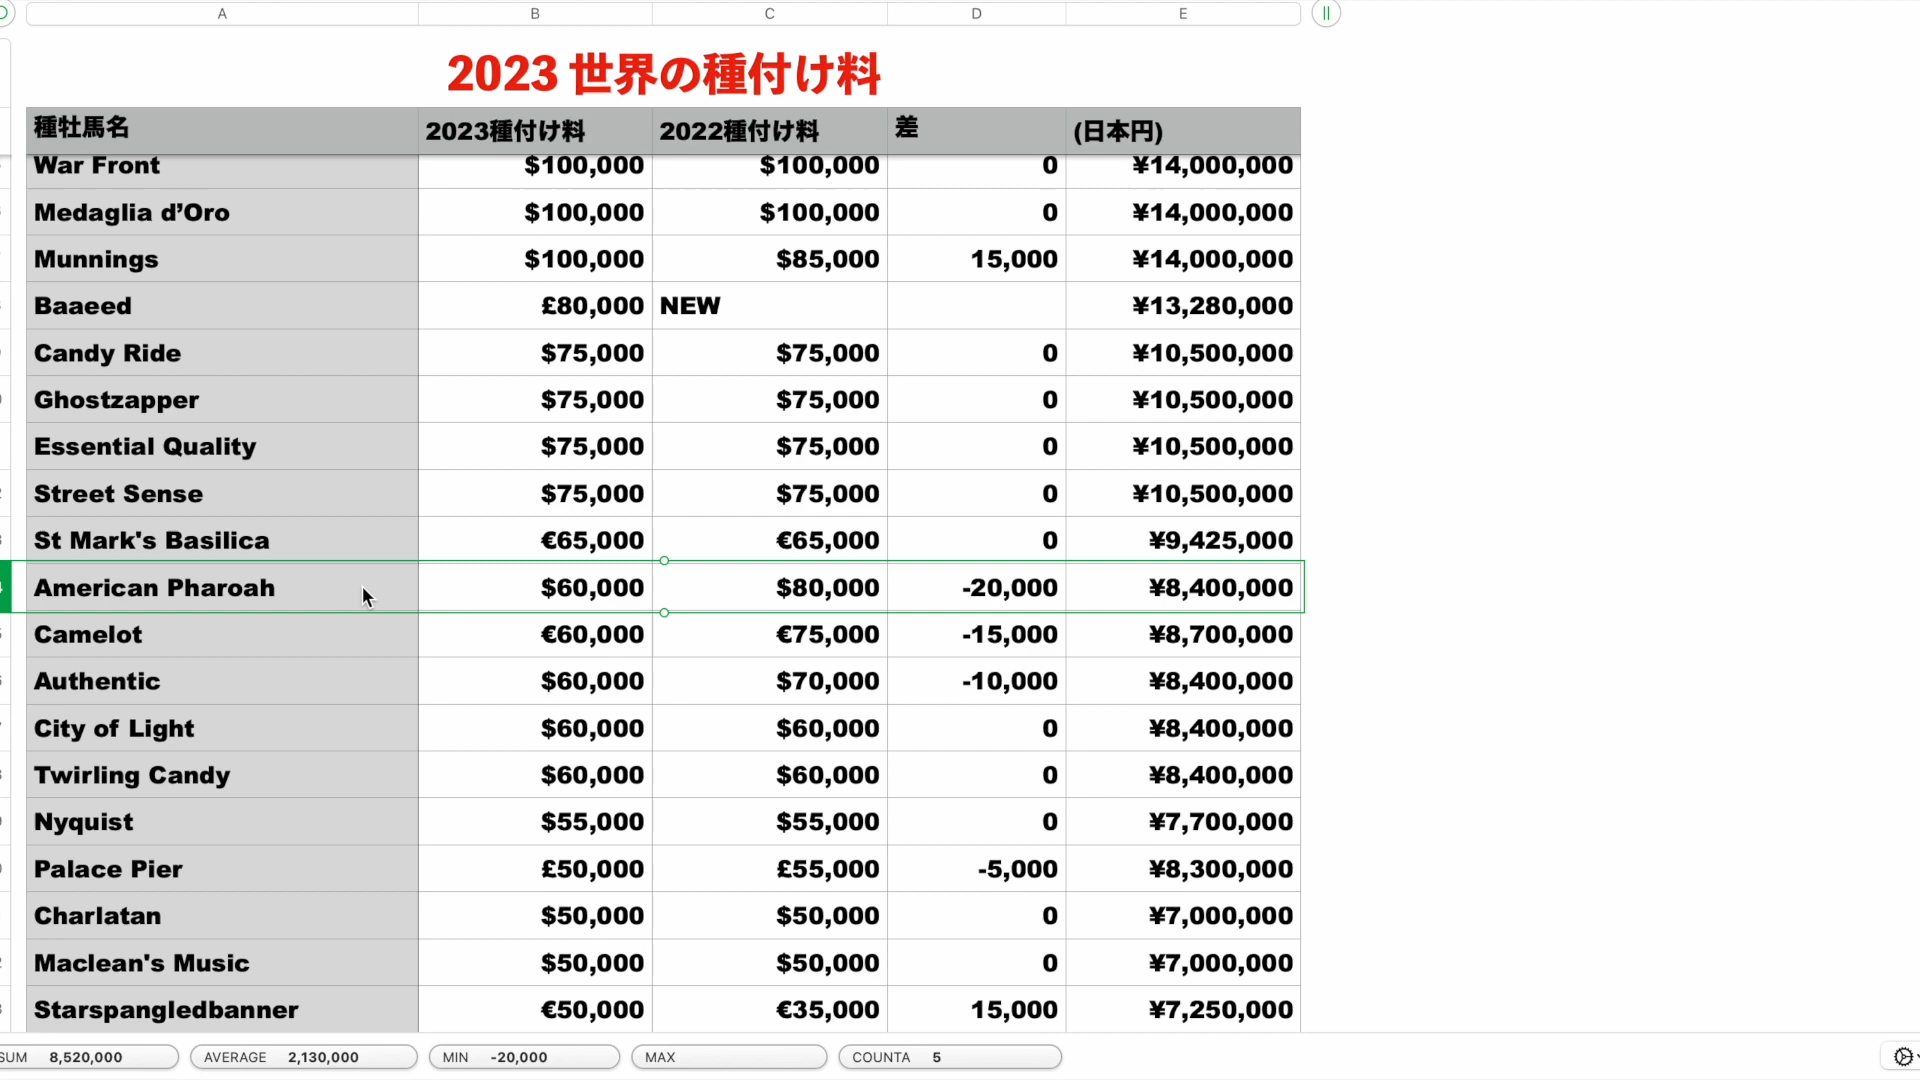 A B C D E
2023 世界の種付け料
種牡馬名 2023種付け料 2022種付け料 差 (日本円)
War Front $100,000 $100,000 0 ¥14,000,000
Medaglia d’Oro $100,000 $100,000 0 ¥14,000,000
Munnings $100,000 $85,000 15,000 ¥14,000,000
Baaeed £80,000 NEW ¥13,280,000
Candy Ride $75,000 $75,000 0 ¥10,500,000
Ghostzapper $75,000 $75,000 0 ¥10,500,000
Essential Quality $75,000 $75,000 0 ¥10,500,000
Street Sense $75,000 $75,000 0 ¥10,500,000
St Mark's Basilica €65,000 €65,000 0 ¥9,425,000
American Pharoah $60,000 $80,000 -20,000 ¥8,400,000
Camelot €60,000 €75,000 -15,000 ¥8,700,000
Authentic $60,000 $70,000 -10,000 ¥8,400,000
City of Light $60,000 $60,000 0 ¥8,400,000
Twirling Candy $60,000 $60,000 0 ¥8,400,000
Nyquist $55,000 $55,000 0 ¥7,700,000
Palace Pier £50,000 £55,000 -5,000 ¥8,300,000
Charlatan $50,000 $50,000 0 ¥7,000,000
Maclean's Music $50,000 $50,000 0 ¥7,000,000
Starspangledbanner €50,000 €35,000 15,000 ¥7,250,000
SUM 8,520,000 AVERAGE 2,130,000 MIN -20,000 MAX COUNTA 5